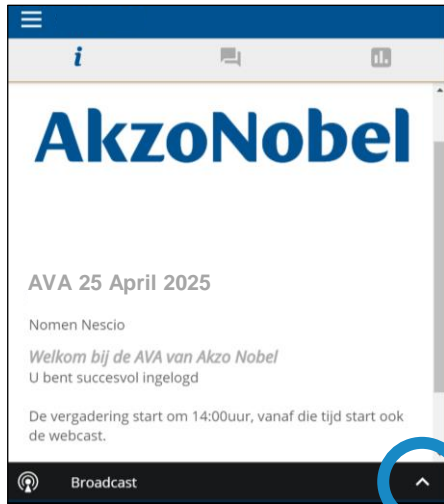 i
AkzoNobel
AVA 25 April 2025
Nomen Nescio
Welkom bij de AVA van Akzo Nobel
U bent succesvol ingelogd
De vergadering start om 14:00uur, vanaf die tijd start ook
de webcast.
Broadcast